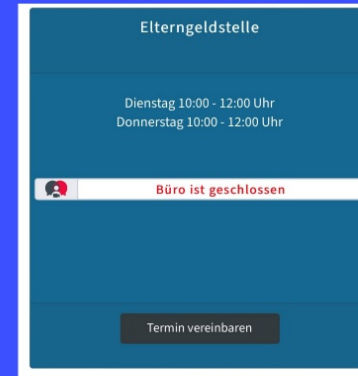 Elterngeldstelle
Dienstag 10:00 - 12:00 Uhr
Donnerstag 10:00 - 12:00 Uhr
Büro ist geschlossen
Termin vereinbaren